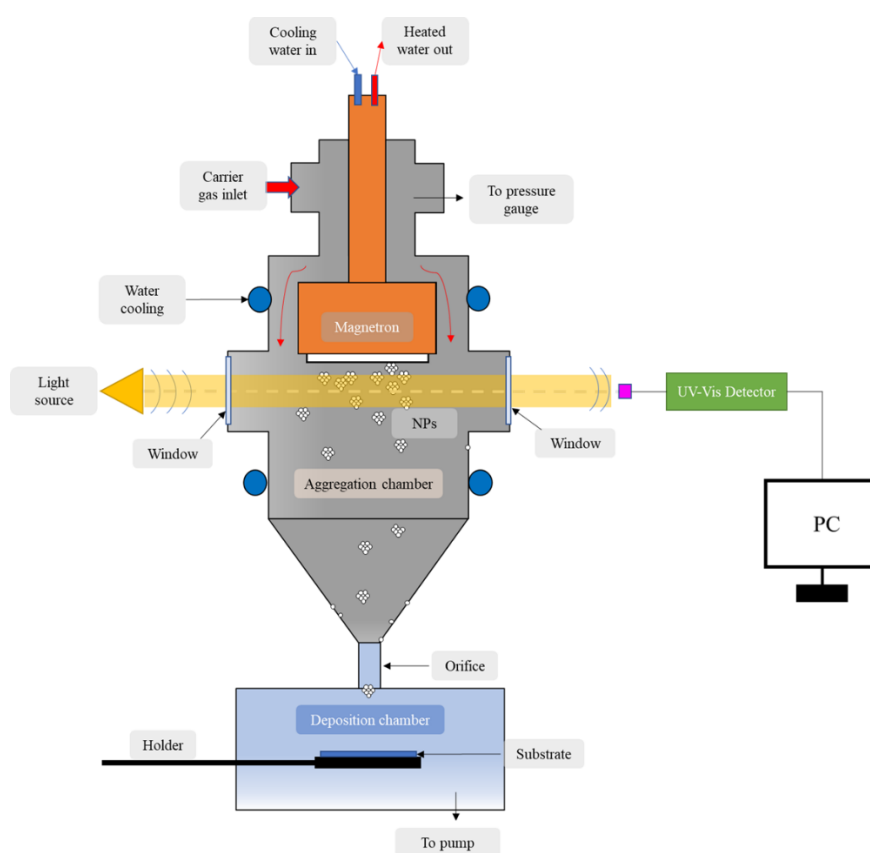 Cooling
water in
Heated
water out
Carrier
gas inlet
To pressure
gauge
Water
cooling
Magnetron
Light
source
UV-Vis Detector
NPs
Window
Window
Aggregation chamber
PC
Orifice
Deposition chamber
Holder
Substrate
To pump